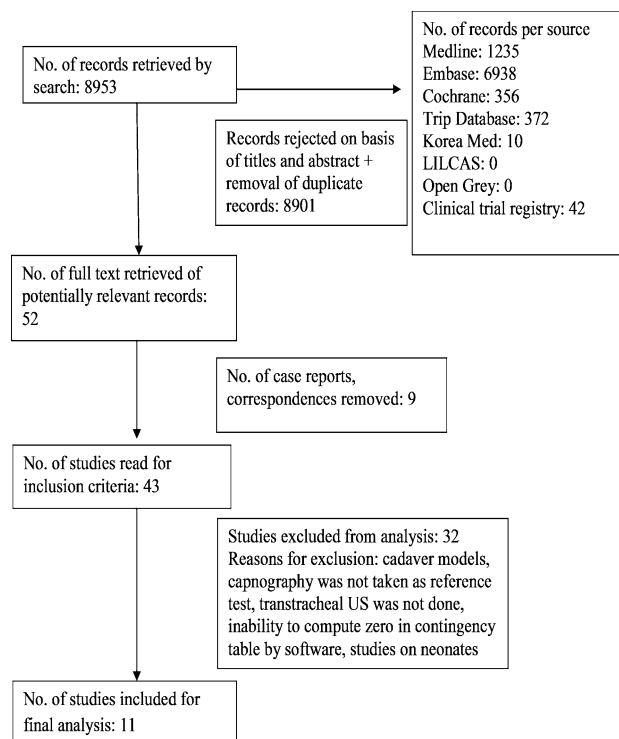 No. of records retrieved by
search: 8953
No. of records per source
Medline: 1235
Embase: 6938
Cochrane: 356
Trip Database: 372
Korea Med: 10
LILCAS: 0
Open Grey: 0
Clinical trial registry: 42
Records rejected on basis
of titles and abstract +
removal of duplicate
records: 8901
No. of full text retrieved of
potentially relevant records:
52
No. of case reports,
correspondences removed: 9
No. of studies read for
inclusion criteria: 43
Studies excluded from analysis: 32
Reasons for exclusion: cadaver models,
capnography was not taken as reference
test, transtracheal US was not done,
inability to compute zero in contingency
table by software, studies on neonates
No. of studies included for
final analysis: 11